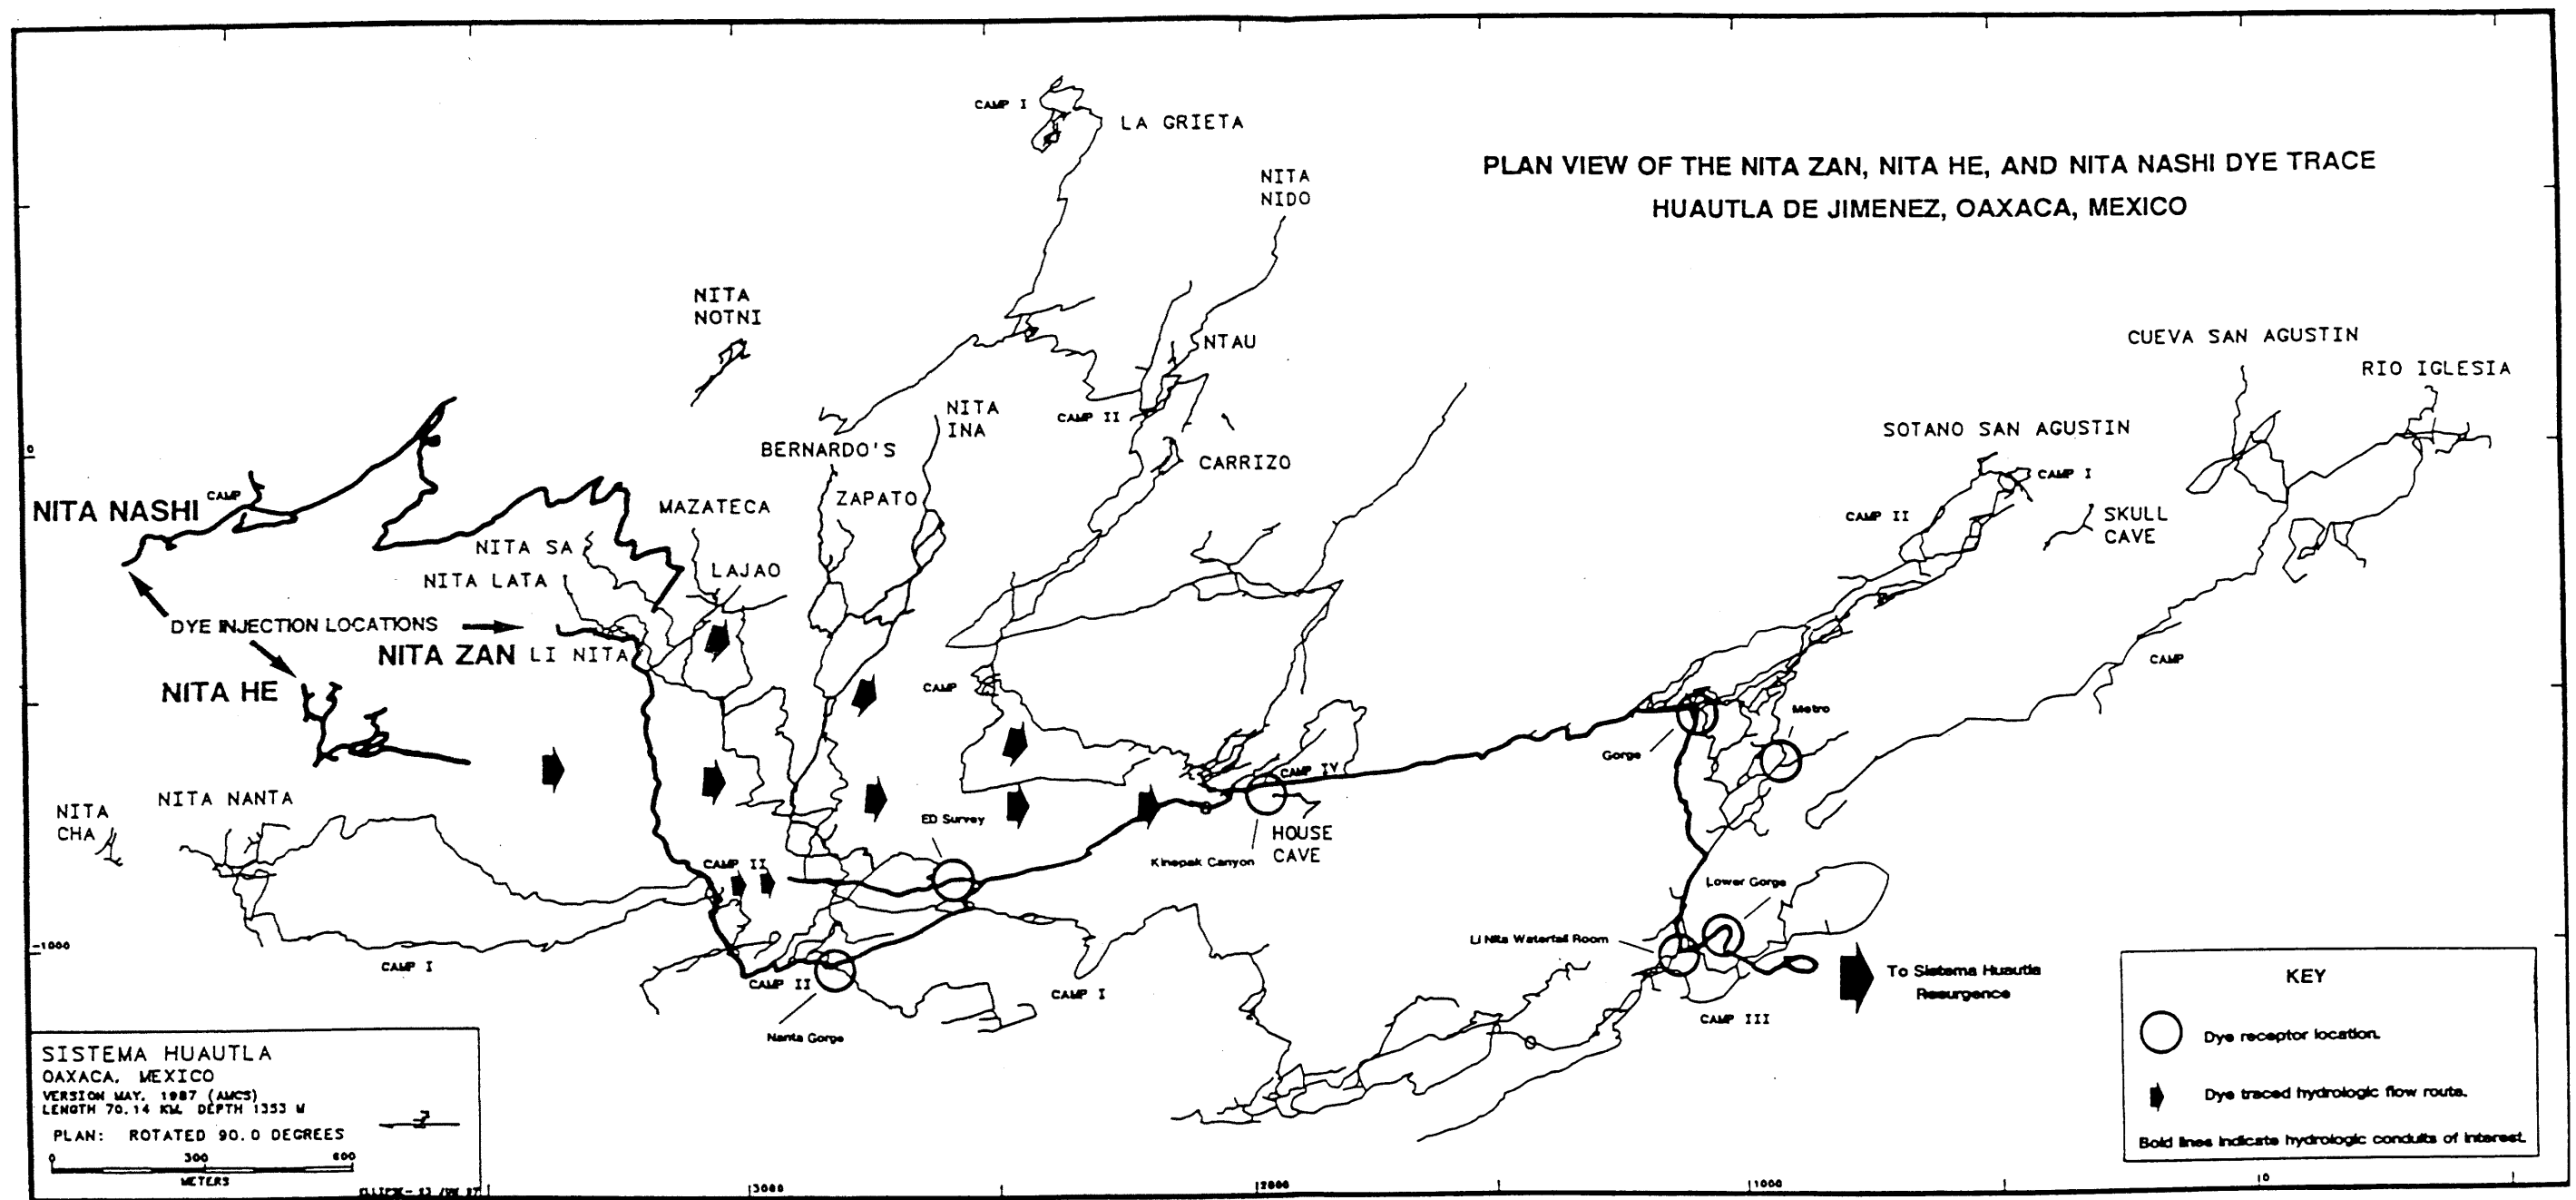 PLAN VIEW OF THE NITA ZAN, NITA HE, AND NITA NASHI DYE TRACE
HUAUTLA DE JIMENEZ, OAXACA, MEXICO
CAMP I
LA GRIETA
NITA
NIDO
NITA
NOTNI
NTAU
CUEVA SAN AGUSTIN
RIO IGLESIA
CAMP II
NITA
INA
BERNARDO'S
CARRIZO
SOTANO SAN AGUSTIN
CAMP I
0
NITA NASHI
CAMP
MAZATECA
ZAPATO
CAMP II
SKULL
CAVE
NITA SA
NITA LATA
LAJAO
DYE INJECTION LOCATIONS
NITA ZAN
LI NITA
NITA HE
CAMP
CAMP
Metro
Gorge
CAMP IV
NITA
CHA
NITA NANTA
ED Survey
HOUSE
CAVE
Kinepak Canyon
CAMP II
Lower Gorge
Li Nita Waterfall Room
-1000
CAMP I
CAMP II
CAMP I
Nanta Gorge
CAMP III
To Sistema Huautla
Resurgence
KEY
Dye receptor location.
Dye traced hydrologic flow route.
Bold lines indicate hydrologic conduits of interest.
SISTEMA HUAUTLA
OAXACA, MEXICO
VERSION MAY, 1987 (AMCS)
LENGTH 70.14 KM, DEPTH 1353 M
PLAN: ROTATED 90.0 DEGREES
0 300 600
METERS
3000
2000
1000
0